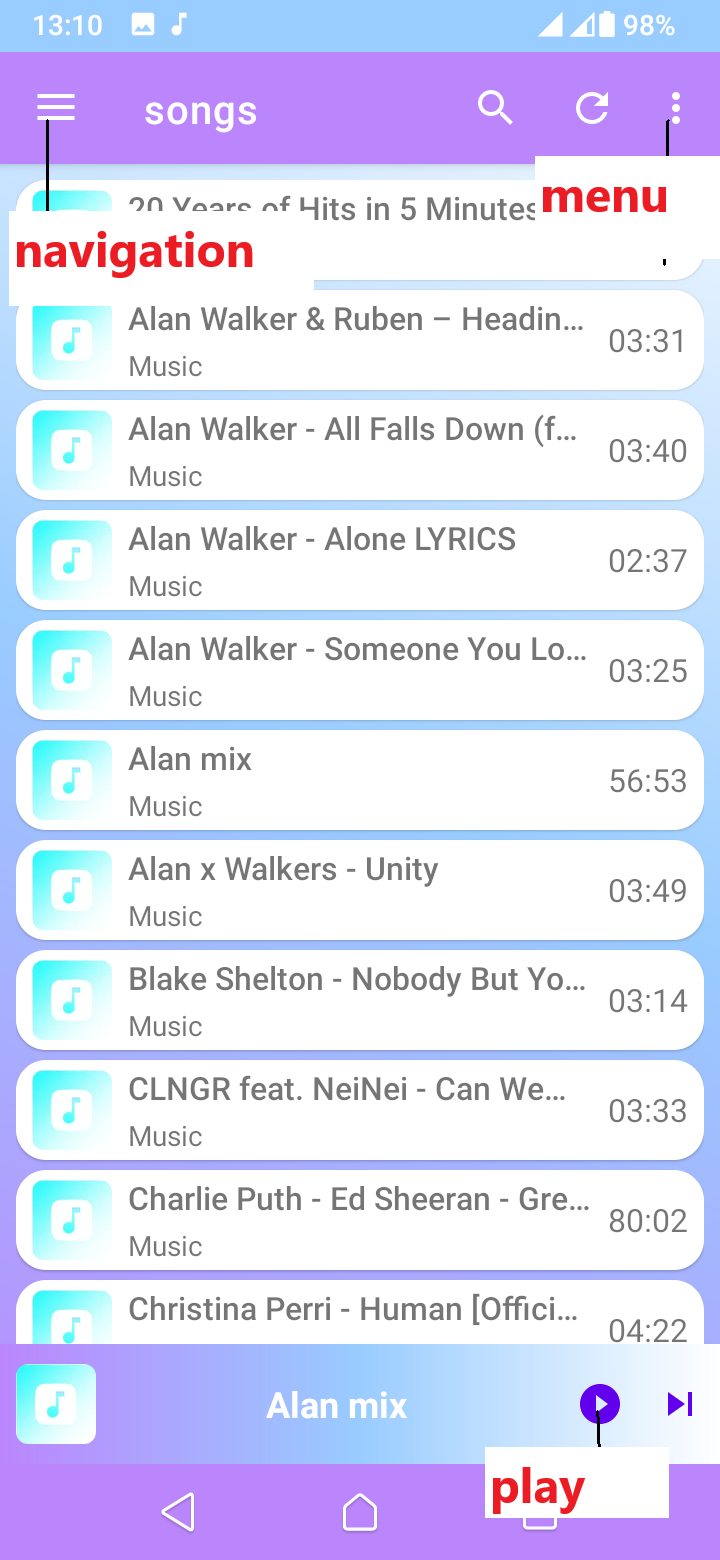 13:10 98%
songs
menu
20 Years of Hits in 5 Minutes
navigation
Alan Walker & Ruben – Headin...
03:31
Music
Alan Walker - All Falls Down (f...
03:40
Music
Alan Walker - Alone LYRICS
02:37
Music
Alan Walker - Someone You Lo...
03:25
Music
Alan mix
56:53
Music
Alan x Walkers - Unity
03:49
Music
Blake Shelton - Nobody But Yo...
03:14
Music
CLNGR feat. NeiNei - Can We...
03:33
Music
Charlie Puth - Ed Sheeran - Gre...
80:02
Music
Christina Perri - Human [Offici...
04:22
Alan mix
play